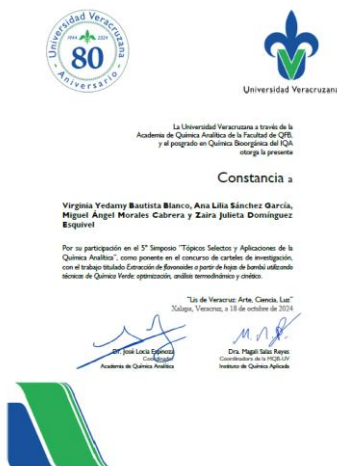 Universidad Veracruzana
1944 2024
80
Aniversario
Universidad Veracruzana
La Universidad Veracruzana a través de la
Academia de Química Analítica de la Facultad de QFB,
y el posgrado en Química Bioorgánica del IQA
otorga la presente
Constancia a
Virginia Yedamy Bautista Blanco, Ana Lilia Sánchez García,
Miguel Ángel Morales Cabrera y Zaira Julieta Domínguez
Esquivel
Por su participación en el 5° Simposio "Tópicos Selectos y Aplicaciones de la
Química Analítica", como ponente en el concurso de carteles de investigación,
con el trabajo titulado Extracción de flavonoides a partir de hojas de bambú utilizando
técnicas de Química Verde: optimización, análisis termodinámico y cinético.
"Lis de Veracruz: Arte, Ciencia, Luz"
Xalapa, Veracruz, a 18 de octubre de 2024
Dr. José Locia Espinoza
Coordinador
Academia de Química Analítica
Dra. Magali Salas Reyes
Coordinadora de la MQB-UV
Instituto de Química Aplicada